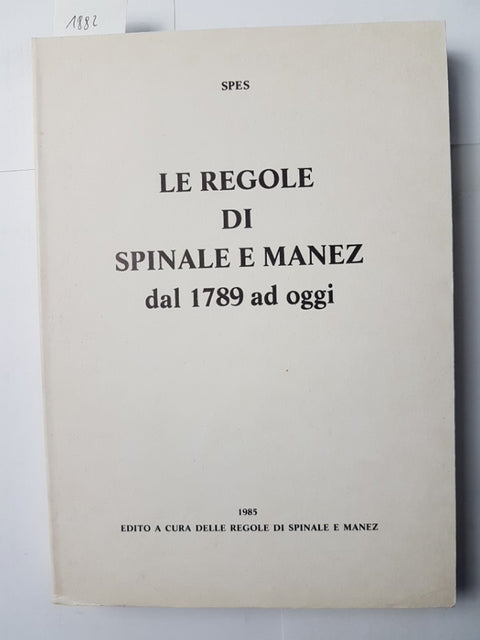 1882
SPES
LE REGOLE
DI
SPINALE E MANEZ
dal 1789 ad oggi
1985
EDITO A CURA DELLE REGOLE DI SPINALE E MANEZ